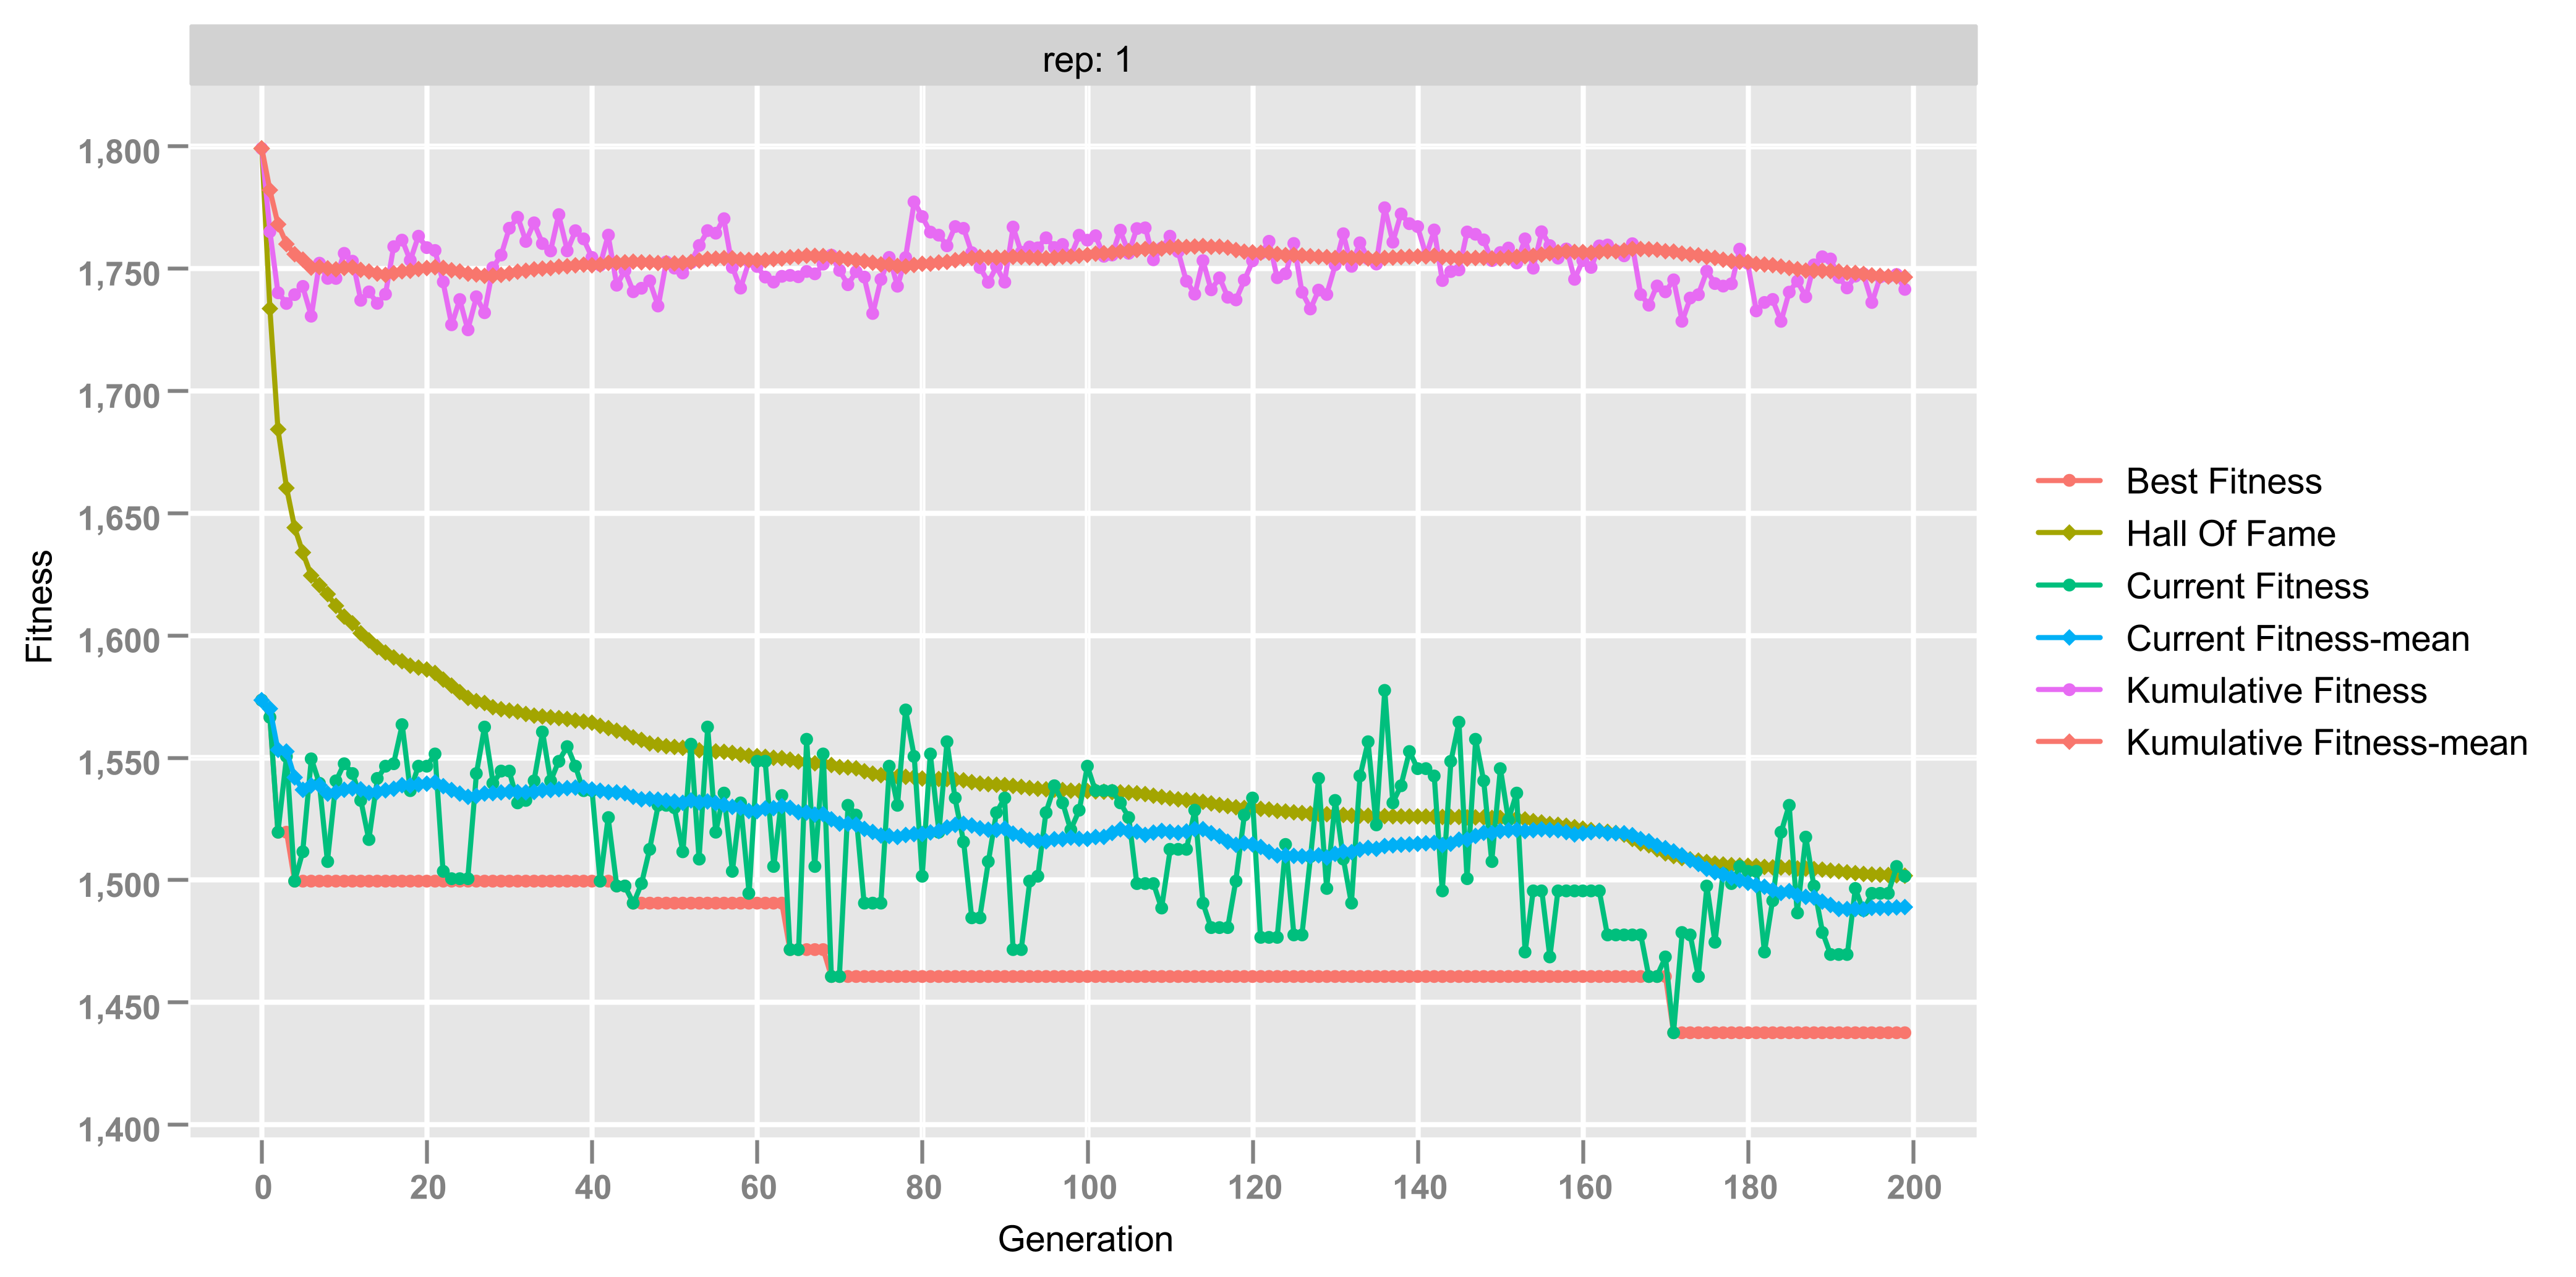 rep: 1
1,800
1,750
1,700
1,650
1,600
1,550
1,500
1,450
1,400
Fitness
0 20 40 60 80 100 120 140 160 180 200
Generation
Best Fitness
Hall Of Fame
Current Fitness
Current Fitness-mean
Kumulative Fitness
Kumulative Fitness-mean